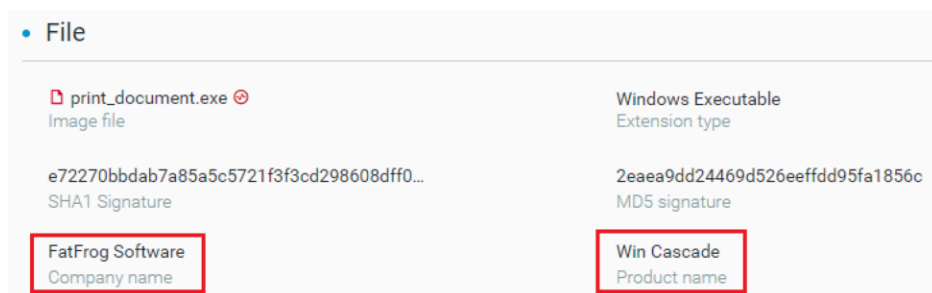 File
print_document.exe
Windows Executable
Image file
Extension type
e72270bbdab7a85a5c5721f3f3cd298608dff0...
2eaea9dd24469d526eeffdd95fa1856c
SHA1 Signature
MD5 signature
FatFrog Software
Win Cascade
Company name
Product name